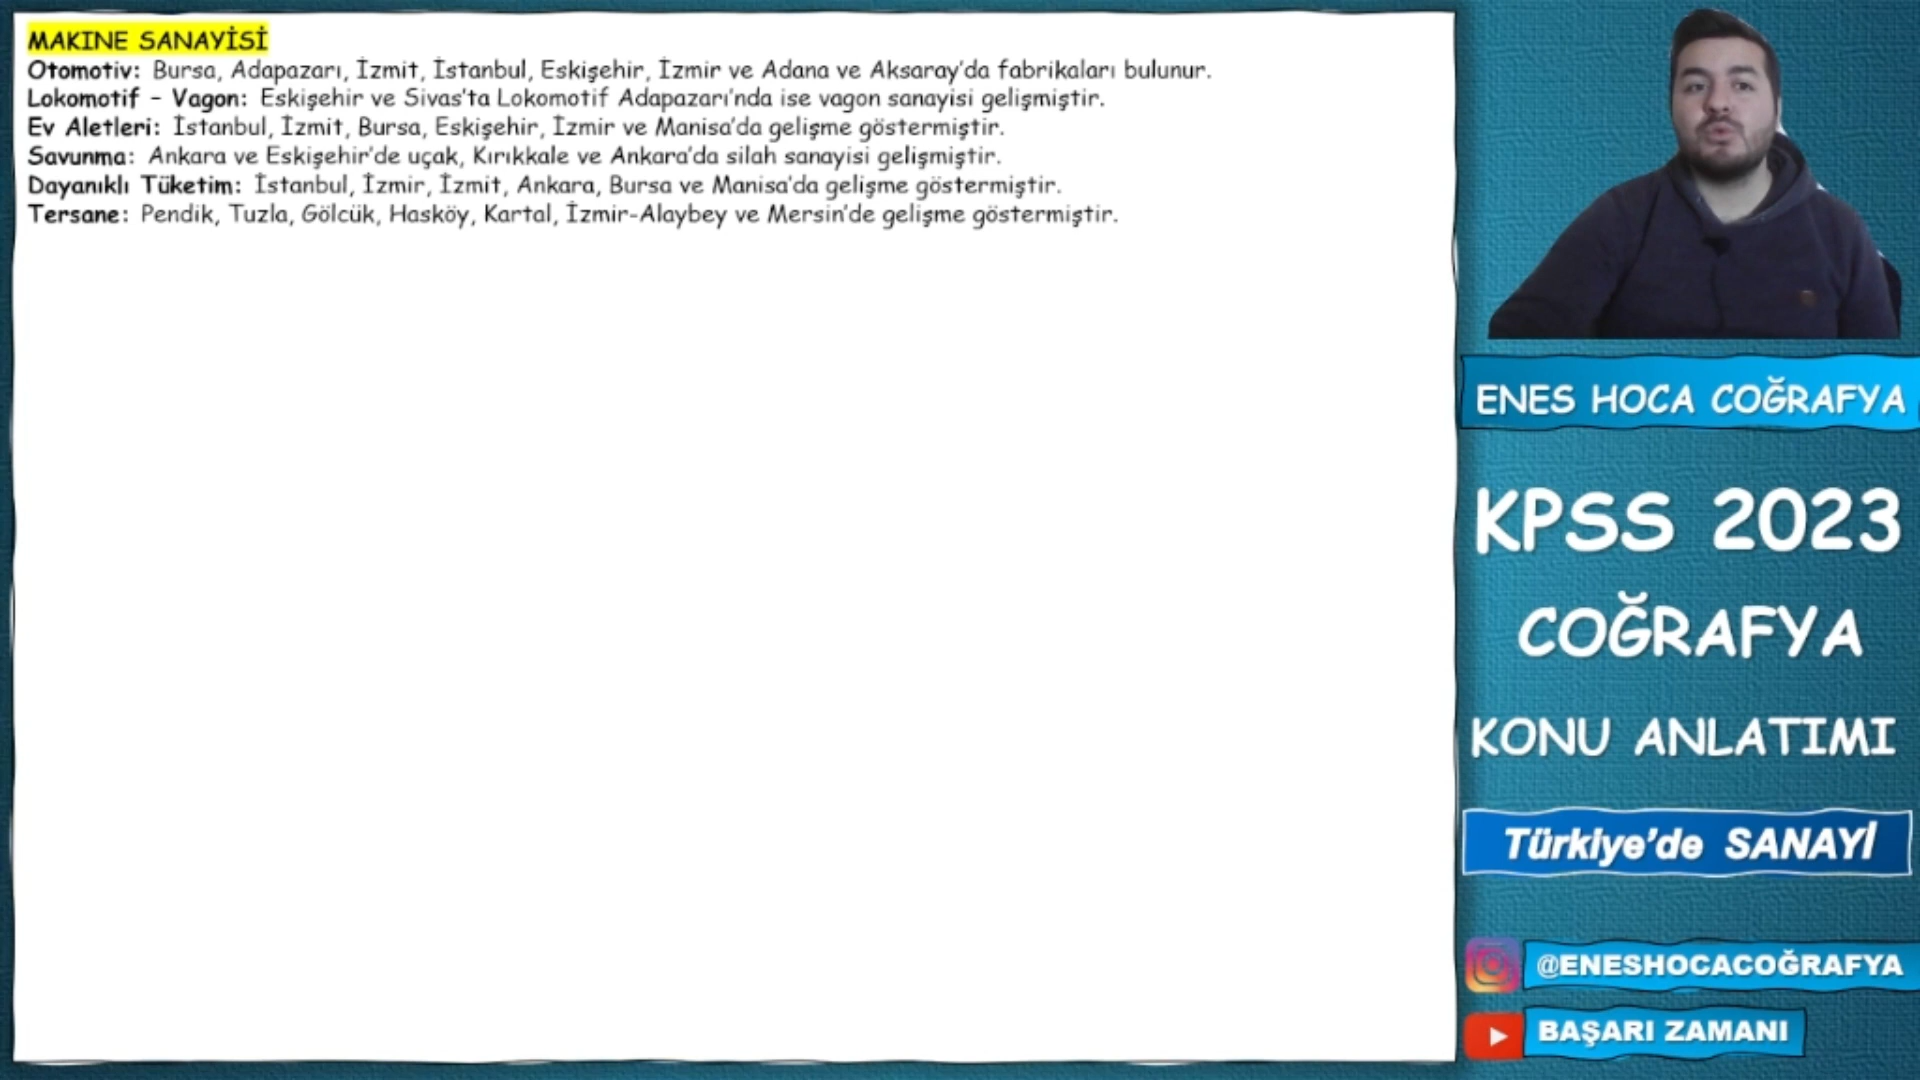 MAKINE SANAYİSİ
Otomotiv: Bursa, Adapazarı, İzmit, İstanbul, Eskişehir, İzmir ve Adana ve Aksaray'da fabrikaları bulunur.
Lokomotif - Vagon: Eskişehir ve Sivas'ta Lokomotif Adapazarı'nda ise vagon sanayisi gelişmiştir.
Ev Aletleri: İstanbul, İzmit, Bursa, Eskişehir, İzmir ve Manisa'da gelişme göstermiştir.
Savunma: Ankara ve Eskişehir'de uçak, Kırıkkale ve Ankara'da silah sanayisi gelişmiştir.
Dayanıklı Tüketim: İstanbul, İzmir, İzmit, Ankara, Bursa ve Manisa'da gelişme göstermiştir.
Tersane: Pendik, Tuzla, Gölcük, Hasköy, Kartal, İzmir-Alaybey ve Mersin'de gelişme göstermiştir.
ENES HOCA COĞRAFYA
KPSS 2023
COĞRAFYA
KONU ANLATIMI
Türkiye'de SANAYİ
@ENESHOCACOĞRAFYA
BAŞARI ZAMANI